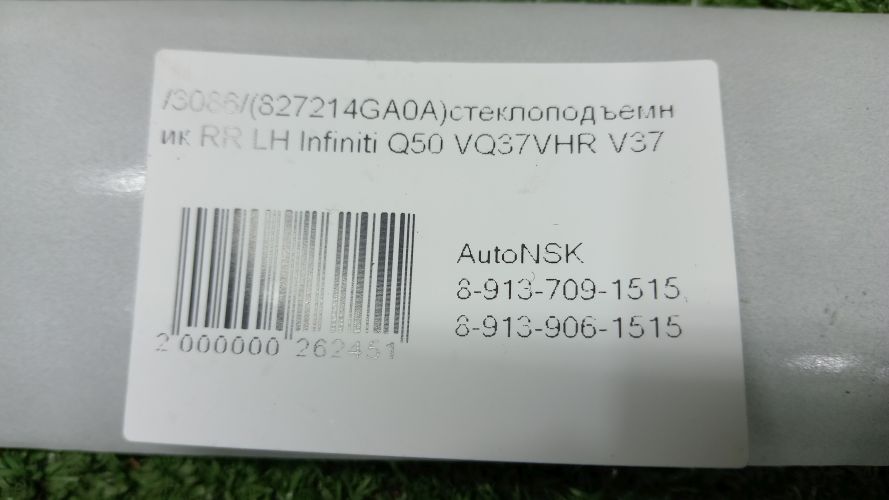 /3086/(827214GA0A)стеклоподъемн
ик RR LH Infiniti Q50 VQ37VHR V37
AutoNSK
8-913-709-1515
8-913-906-1515
2 000000 262451